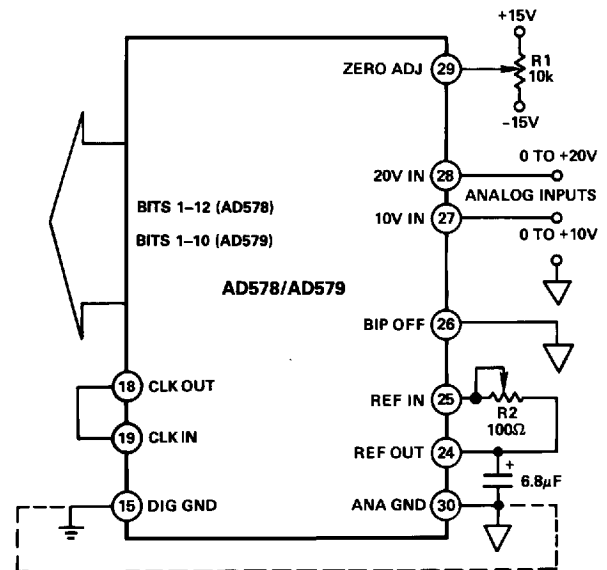 +15V
ZERO ADJ 29
R1
10k
−15V
0 TO +20V
20V IN 28
ANALOG INPUTS
BITS 1–12 (AD578)
10V IN 27
0 TO +10V
BITS 1–10 (AD579)
AD578/AD579
BIP OFF 26
18 CLK OUT
REF IN 25
R2
100Ω
19 CLK IN
REF OUT 24
+
6.8μF
15 DIG GND
ANA GND 30